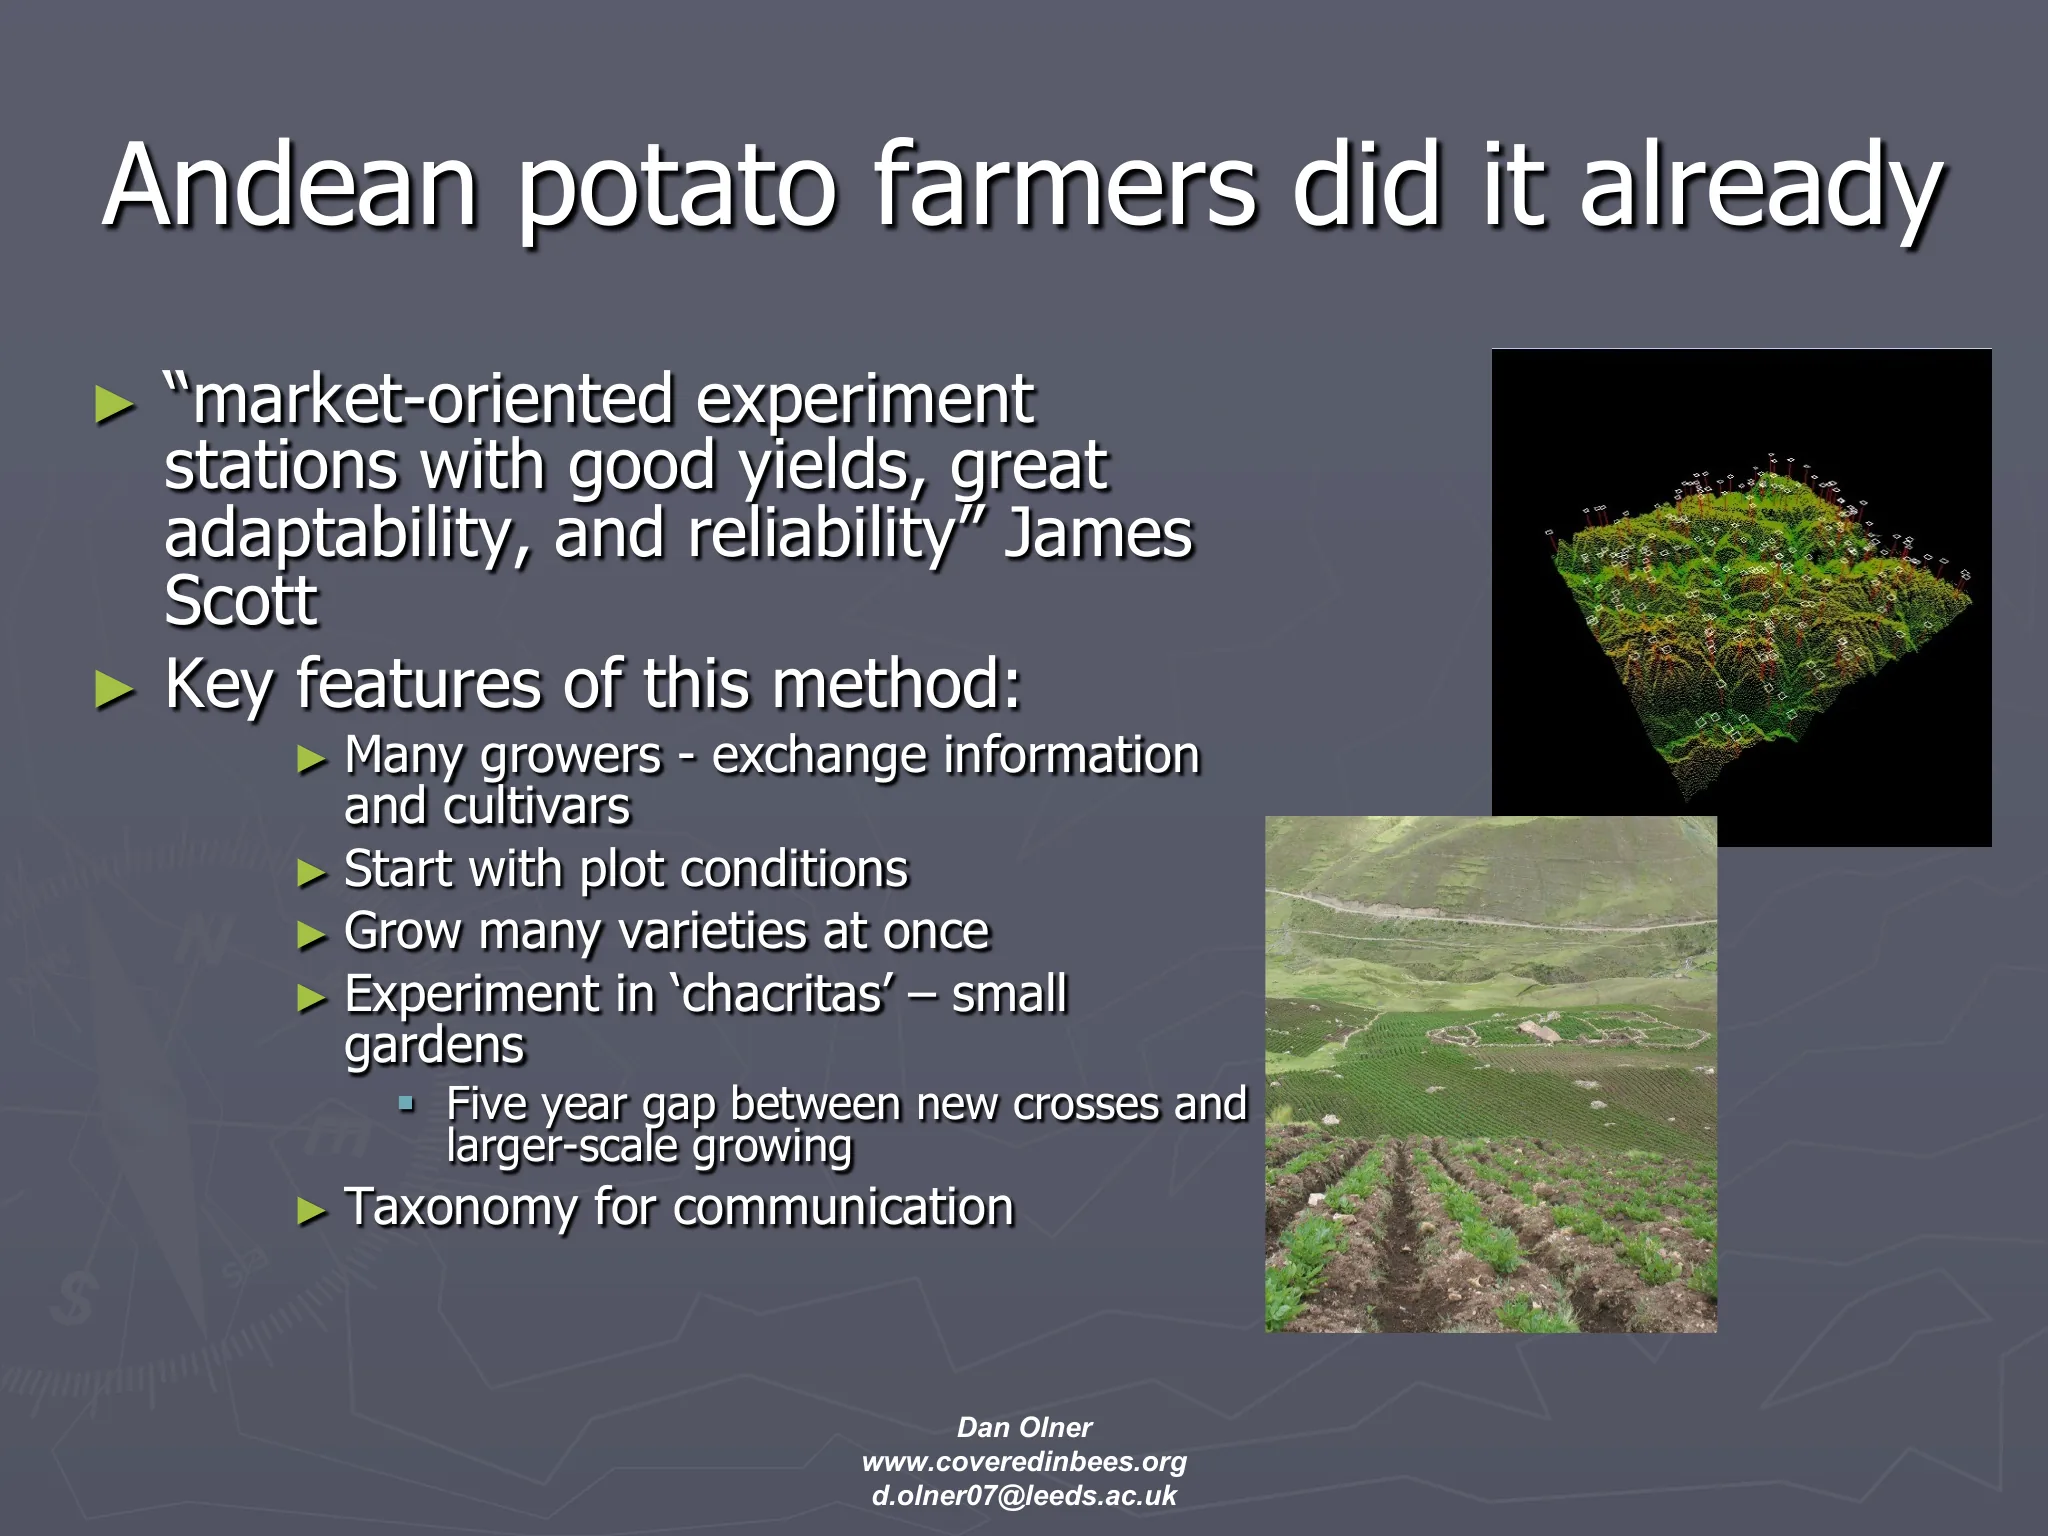 Andean potato farmers did it already
► “market-oriented experiment
stations with good yields, great
adaptability, and reliability” James
Scott
► Key features of this method:
► Many growers - exchange information
and cultivars
► Start with plot conditions
► Grow many varieties at once
► Experiment in ‘chacritas’ – small
gardens
▪ Five year gap between new crosses and
larger-scale growing
► Taxonomy for communication
N
E
S
SE
Dan Olner
www.coveredinbees.org
d.olner07@leeds.ac.uk